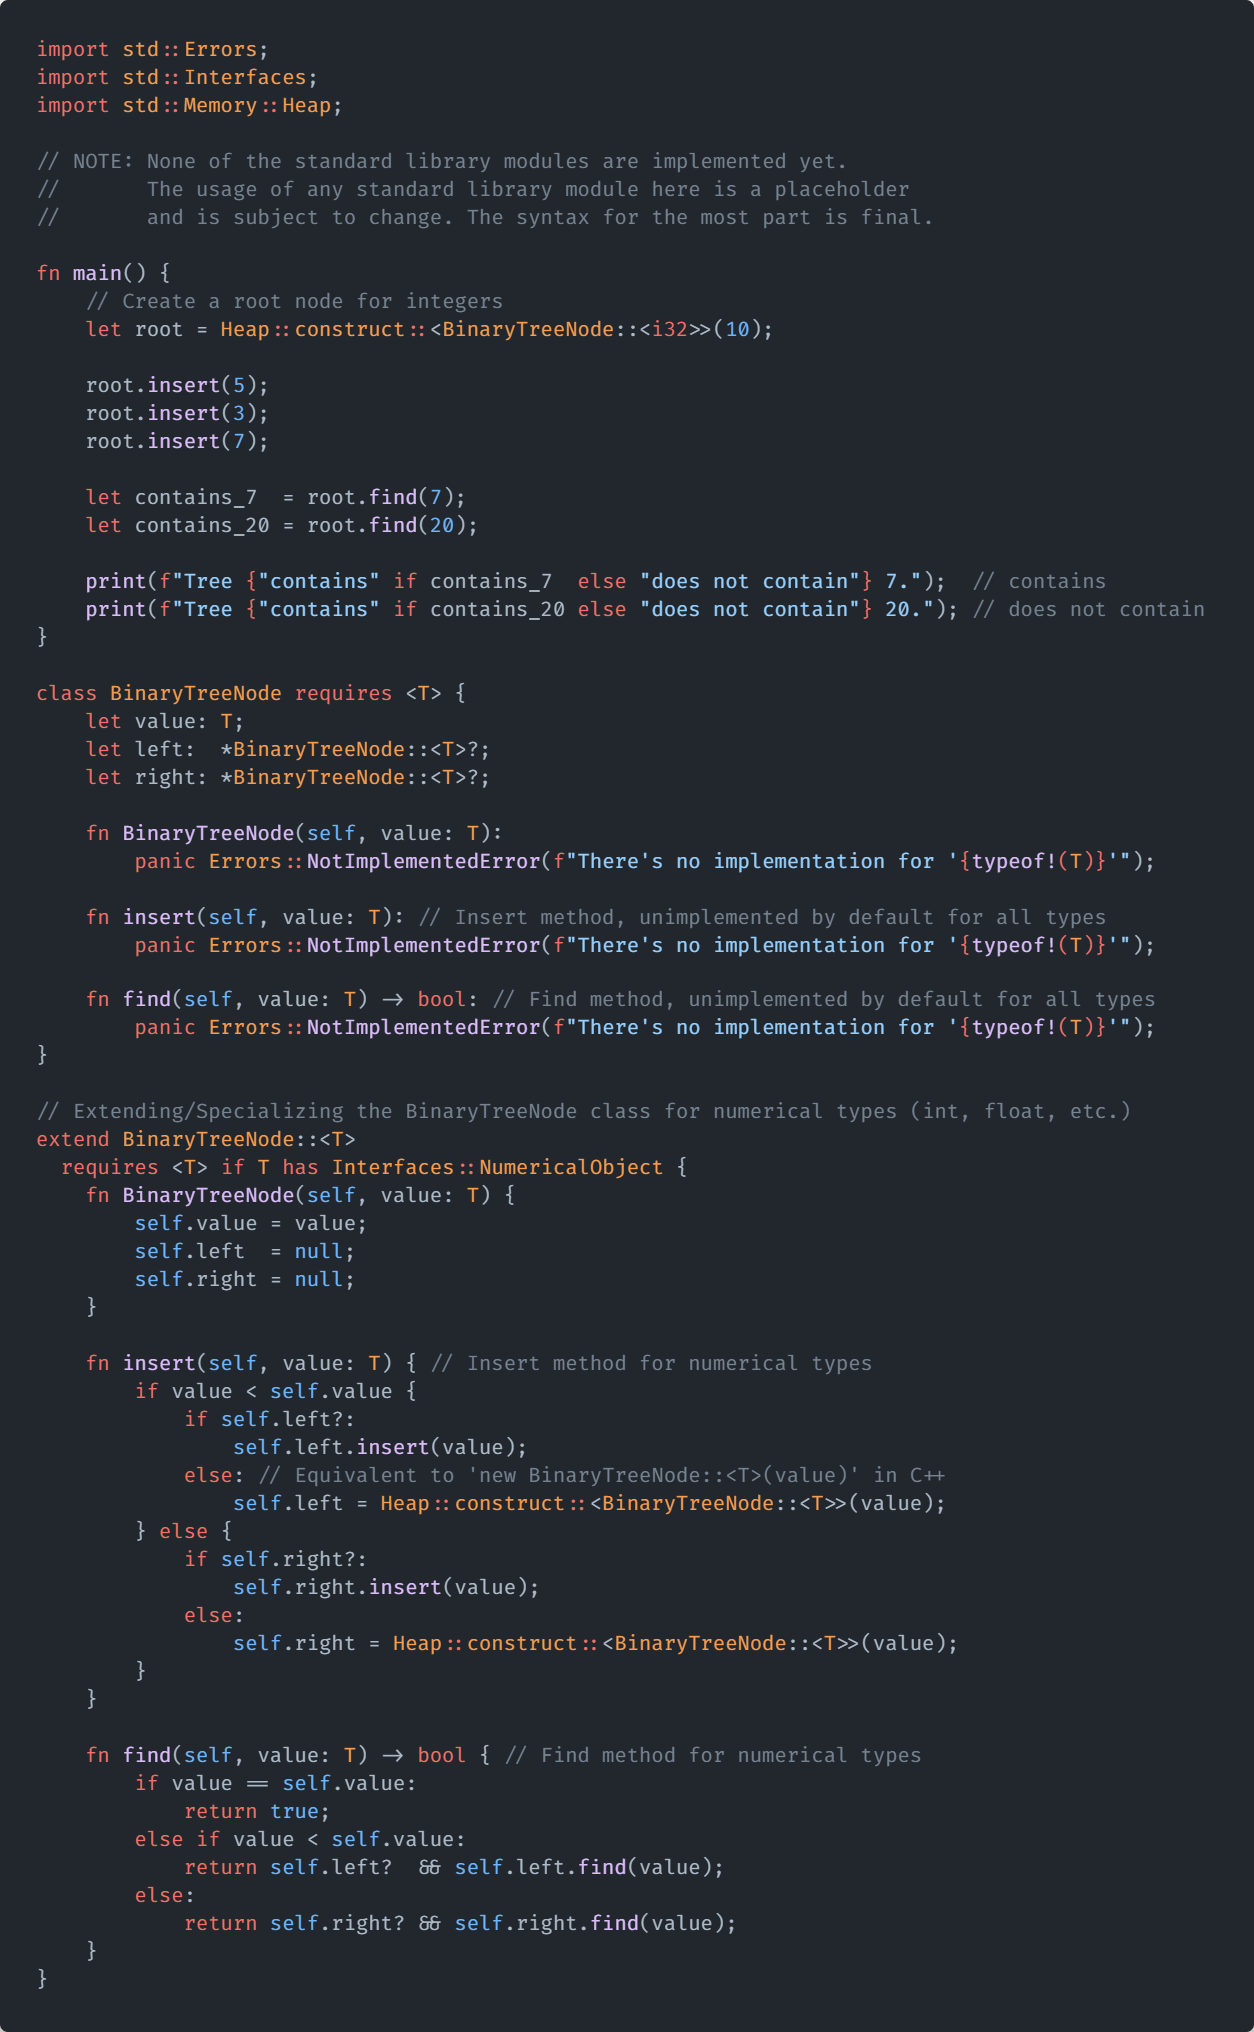 import std::Errors;
import std::Interfaces;
import std::Memory::Heap;

// NOTE: None of the standard library modules are implemented yet.
//       The usage of any standard library module here is a placeholder
//       and is subject to change. The syntax for the most part is final.

fn main() {
    // Create a root node for integers
    let root = Heap::construct::<BinaryTreeNode::<i32>>(10);

    root.insert(5);
    root.insert(3);
    root.insert(7);

    let contains_7  = root.find(7);
    let contains_20 = root.find(20);

    print(f"Tree {"contains" if contains_7  else "does not contain"} 7.");  // contains
    print(f"Tree {"contains" if contains_20 else "does not contain"} 20."); // does not contain
}

class BinaryTreeNode requires <T> {
    let value: T;
    let left:  *BinaryTreeNode::<T>?;
    let right: *BinaryTreeNode::<T>?;

    fn BinaryTreeNode(self, value: T):
        panic Errors::NotImplementedError(f"There's no implementation for '{typeof!(T)}'");

    fn insert(self, value: T): // Insert method, unimplemented by default for all types
        panic Errors::NotImplementedError(f"There's no implementation for '{typeof!(T)}'");

    fn find(self, value: T) -> bool: // Find method, unimplemented by default for all types
        panic Errors::NotImplementedError(f"There's no implementation for '{typeof!(T)}'");
}

// Extending/Specializing the BinaryTreeNode class for numerical types (int, float, etc.)
extend BinaryTreeNode::<T>
  requires <T> if T has Interfaces::NumericalObject {
    fn BinaryTreeNode(self, value: T) {
        self.value = value;
        self.left  = null;
        self.right = null;
    }

    fn insert(self, value: T) { // Insert method for numerical types
        if value < self.value {
            if self.left?:
                self.left.insert(value);
            else: // Equivalent to 'new BinaryTreeNode::<T>(value)' in C++
                self.left = Heap::construct::<BinaryTreeNode::<T>>(value);
        } else {
            if self.right?:
                self.right.insert(value);
            else:
                self.right = Heap::construct::<BinaryTreeNode::<T>>(value);
        }
    }

    fn find(self, value: T) -> bool { // Find method for numerical types
        if value == self.value:
            return true;
        else if value < self.value:
            return self.left?  && self.left.find(value);
        else:
            return self.right? && self.right.find(value);
    }
}